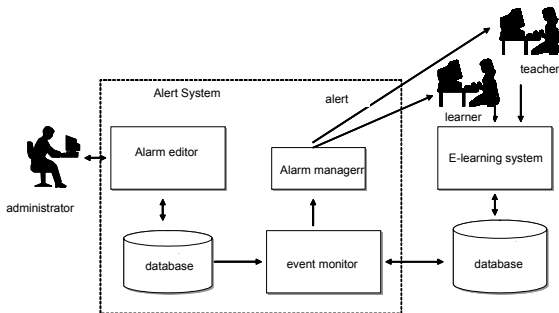 teacher
Alert System
alert
learner
Alarm editor
Alarm managerr
E-learning system
administrator
database
event monitor
database